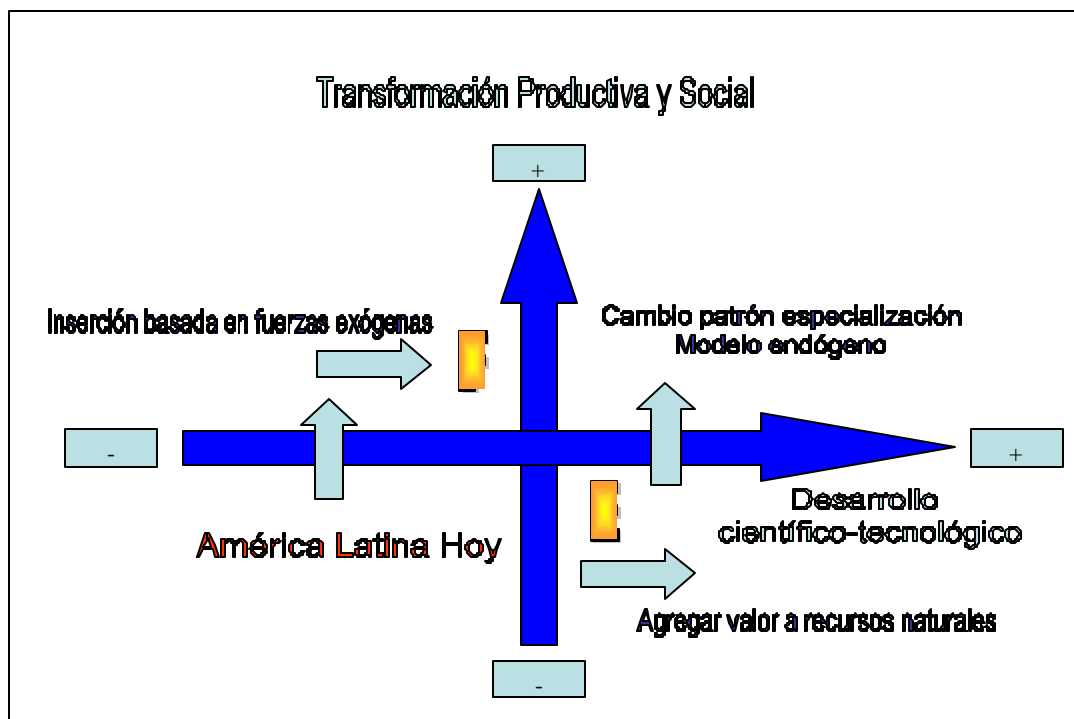 Transformación Productiva y Social
+
Inserción basada en fuerzas exógenas
Cambio patrón especialización
Modelo endógeno
-
+
Desarrollo
científico-tecnológico
América Latina Hoy
Agregar valor a recursos naturales
-